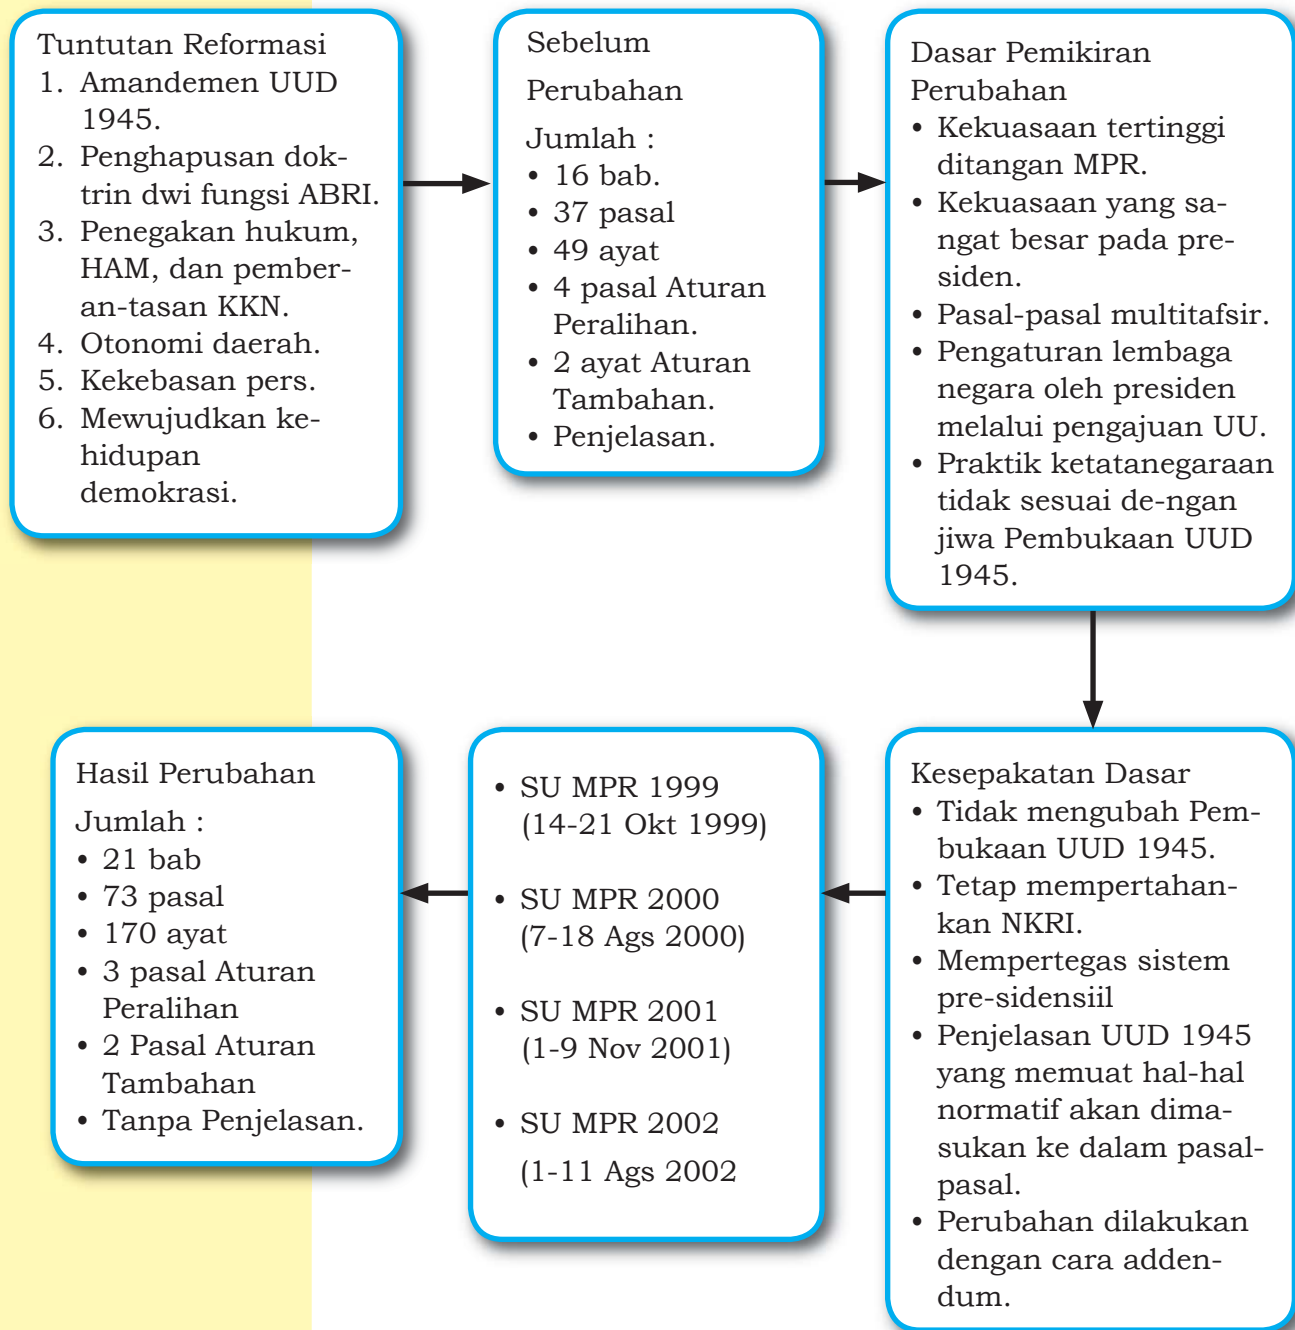 Tuntutan Reformasi
1. Amandemen UUD
1945.
2. Penghapusan dok-
trin dwi fungsi ABRI.
3. Penegakan hukum,
HAM, dan pember-
an-tasan KKN.
4. Otonomi daerah.
5. Kekebasan pers.
6. Mewujudkan ke-
hidupan
demokrasi.
Sebelum
Perubahan
Jumlah :
• 16 bab.
• 37 pasal
• 49 ayat
• 4 pasal Aturan
Peralihan.
• 2 ayat Aturan
Tambahan.
• Penjelasan.
Dasar Pemikiran
Perubahan
• Kekuasaan tertinggi
ditangan MPR.
• Kekuasaan yang sa-
ngat besar pada pre-
siden.
• Pasal-pasal multitafsir.
• Pengaturan lembaga
negara oleh presiden
melalui pengajuan UU.
• Praktik ketatanegaraan
tidak sesuai de-ngan
jiwa Pembukaan UUD
1945.
Kesepakatan Dasar
• Tidak mengubah Pem-
bukaan UUD 1945.
• Tetap mempertahan-
kan NKRI.
• Mempertegas sistem
pre-sidensiil
• Penjelasan UUD 1945
yang memuat hal-hal
normatif akan dima-
sukan ke dalam pasal-
pasal.
• Perubahan dilakukan
dengan cara adden-
dum.
• SU MPR 1999
(14-21 Okt 1999)
• SU MPR 2000
(7-18 Ags 2000)
• SU MPR 2001
(1-9 Nov 2001)
• SU MPR 2002
(1-11 Ags 2002
Hasil Perubahan
Jumlah :
• 21 bab
• 73 pasal
• 170 ayat
• 3 pasal Aturan
Peralihan
• 2 Pasal Aturan
Tambahan
• Tanpa Penjelasan.